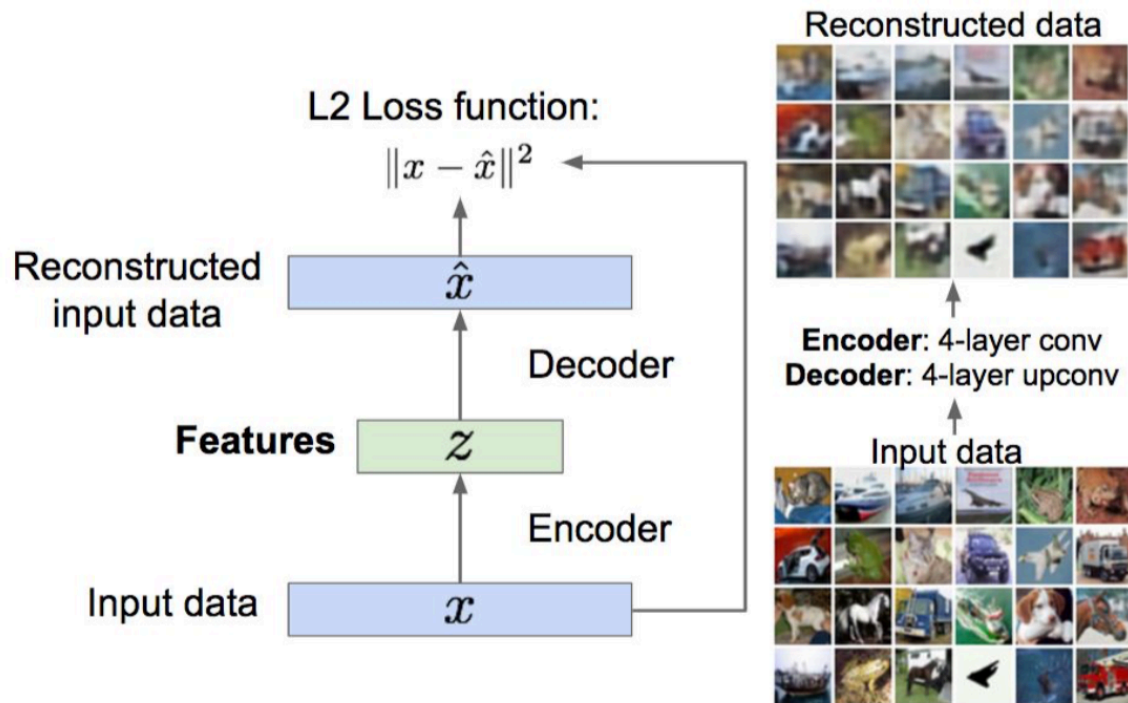 Reconstructed data
L2 Loss function:
‖x − x̂‖²
Reconstructed
input data
x̂
Decoder
Encoder: 4-layer conv
Decoder: 4-layer upconv
Features
z
Input data
Encoder
Input data
x